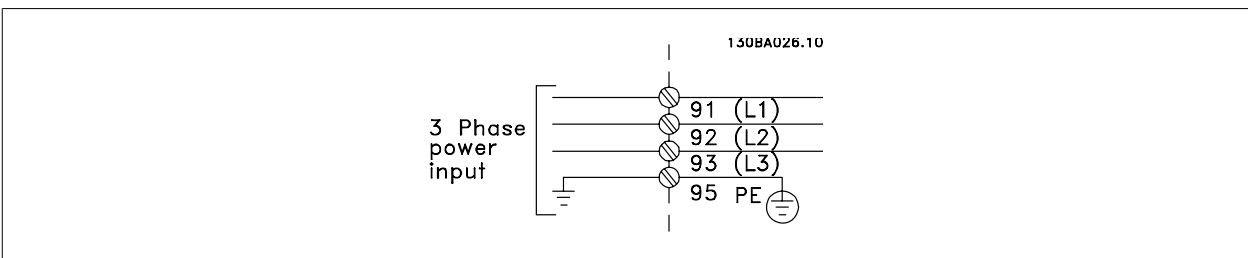 130BA026.10
91 (L1)
3 Phase
92 (L2)
power
93 (L3)
input
95 PE